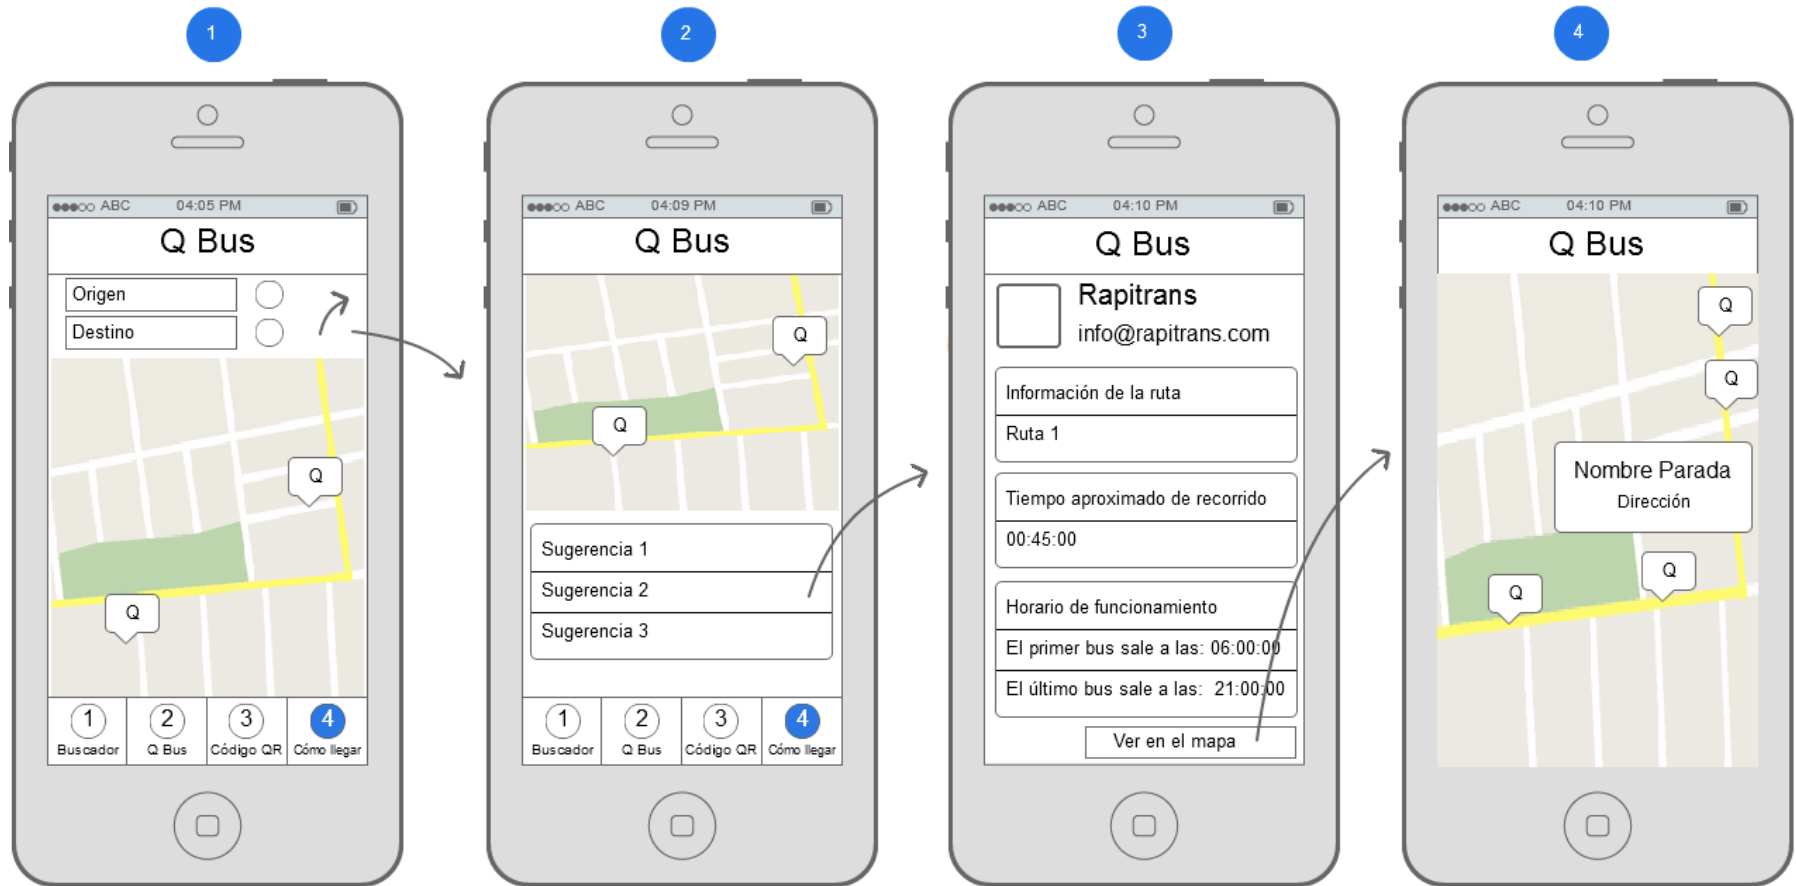 1
ABC 04:05 PM
Q Bus
Origen
Destino
Q
Q
1 2 3 4
Buscador Q Bus Código QR Cómo llegar
2
ABC 04:09 PM
Q Bus
Q
Q
Sugerencia 1
Sugerencia 2
Sugerencia 3
1 2 3 4
Buscador Q Bus Código QR Cómo llegar
3
ABC 04:10 PM
Q Bus
Rapitrans
info@rapitrans.com
Información de la ruta
Ruta 1
Tiempo aproximado de recorrido
00:45:00
Horario de funcionamiento
El primer bus sale a las: 06:00:00
El último bus sale a las: 21:00:00
Ver en el mapa
4
ABC 04:10 PM
Q Bus
Q
Q
Nombre Parada
Dirección
Q
Q